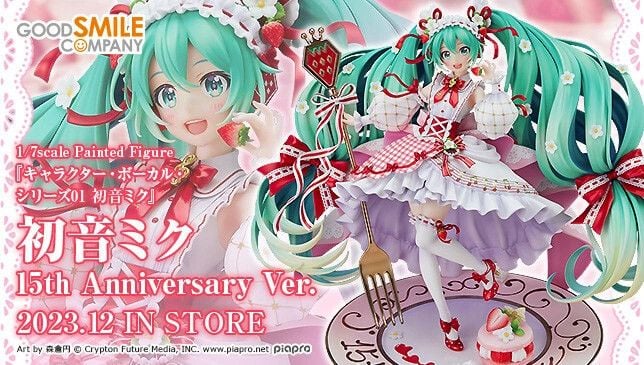 GOOD SMILE
COMPANY
1/7scale Painted Figure
『キャラクター・ボーカル・
シリーズ01 初音ミク』
初音ミク
15th Anniversary Ver.
2023.12 IN STORE
Art by 森倉円 © Crypton Future Media, INC. www.piapro.net piapro